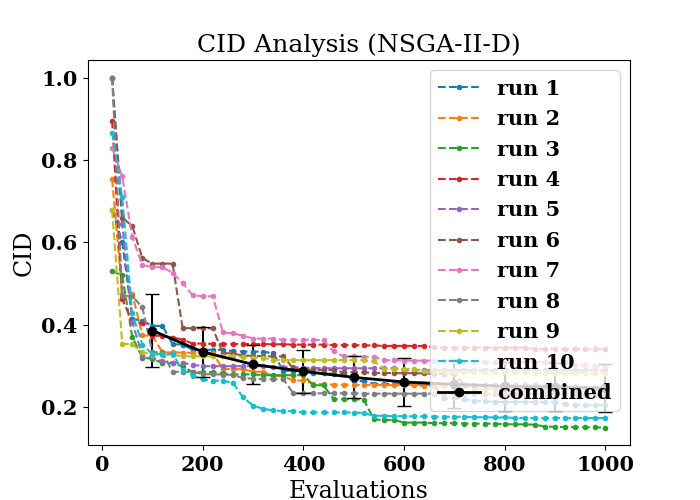 CID Analysis (NSGA-II-D)
1.0
0.8
0.6
0.4
0.2
CID
run 1
run 2
run 3
run 4
run 5
run 6
run 7
run 8
run 9
run 10
combined
0 200 400 600 800 1000
Evaluations